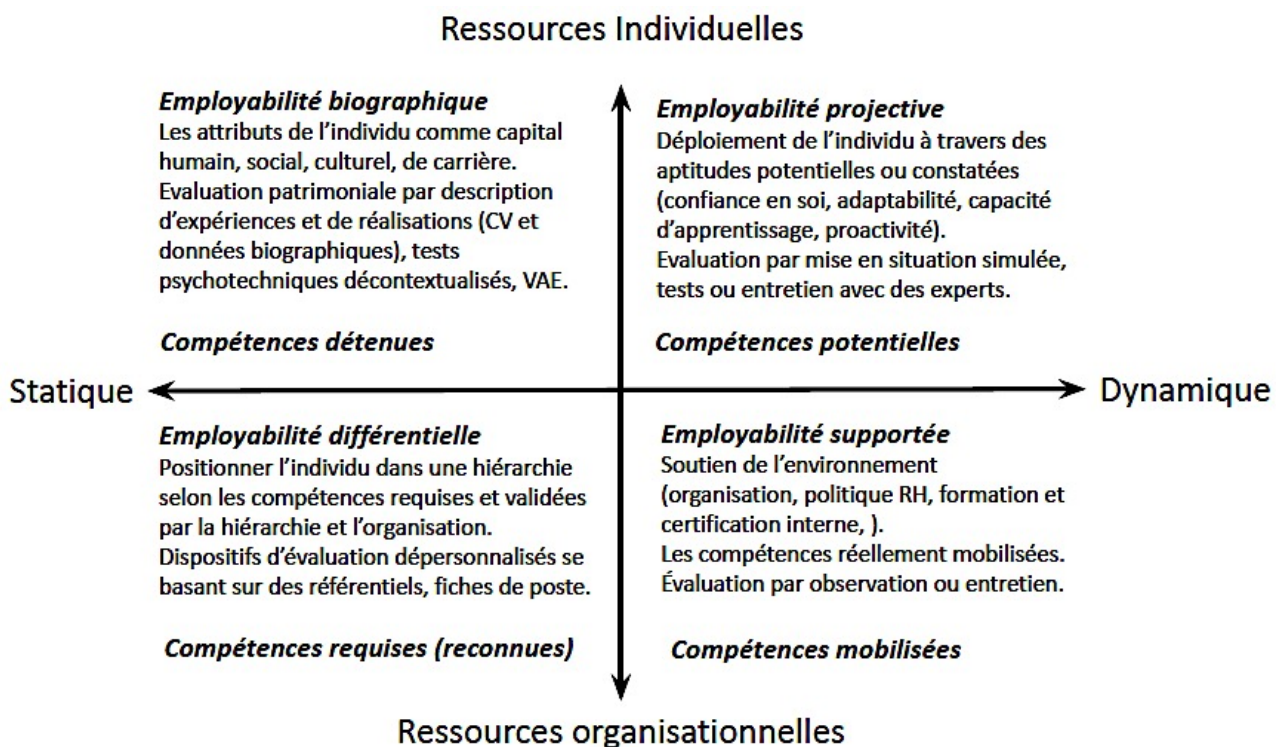 Ressources Individuelles
Employabilité biographique
Les attributs de l'individu comme capital
humain, social, culturel, de carrière.
Evaluation patrimoniale par description
d'expériences et de réalisations (CV et
données biographiques), tests
psychotechniques décontextualisés, VAE.
Compétences détenues
Employabilité projective
Déploiement de l'individu à travers des
aptitudes potentielles ou constatées
(confiance en soi, adaptabilité, capacité
d'apprentissage, proactivité).
Evaluation par mise en situation simulée,
tests ou entretien avec des experts.
Compétences potentielles
Statique
Dynamique
Employabilité différentielle
Positionner l'individu dans une hiérarchie
selon les compétences requises et validées
par la hiérarchie et l'organisation.
Dispositifs d'évaluation dépersonnalisés se
basant sur des référentiels, fiches de poste.
Compétences requises (reconnues)
Employabilité supportée
Soutien de l'environnement
(organisation, politique RH, formation et
certification interne, ).
Les compétences réellement mobilisées.
Évaluation par observation ou entretien.
Compétences mobilisées
Ressources organisationnelles